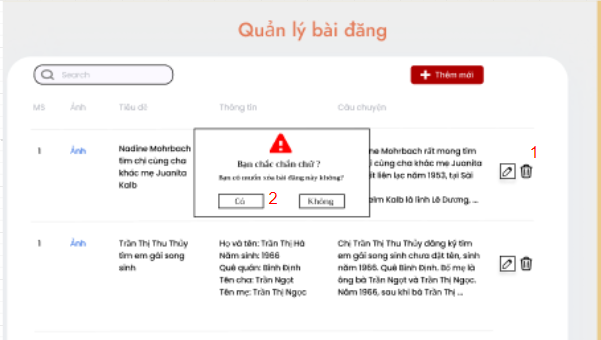 Quản lý bài đăng
Search
Thêm mới
MS Ảnh Tiêu đề Thông tin Câu chuyện
1 Ảnh
Nadine Mohrbach
tìm chị cùng cha
khác mẹ Juanita
Kalb
ne Mohrbach rất mong tìm
chị cùng cha khác mẹ Juanita
liên lạc năm 1953, tại Sài
Kalb là lính Lê Dương, ...
1
Bạn chắc chắn chứ ?
Bạn có muốn xóa bài đăng này không?
Có 2 Không
1 Ảnh
Trần Thị Thu Thủy
tìm em gái song
sinh
Họ và tên: Trần Thị Hà
Năm sinh: 1966
Quê quán: Bình Định
Tên cha: Trần Ngọt
Tên mẹ: Trần Thị Ngọc
Chị Trần Thị Thu Thủy đăng ký tìm
em gái song sinh chưa đặt tên, sinh
năm 1966. Quê Bình Định. Bố mẹ là
ông bà Trần Ngọt và Trần Thị Ngọc.
Năm 1966, sau khi bà Trần Thị ...